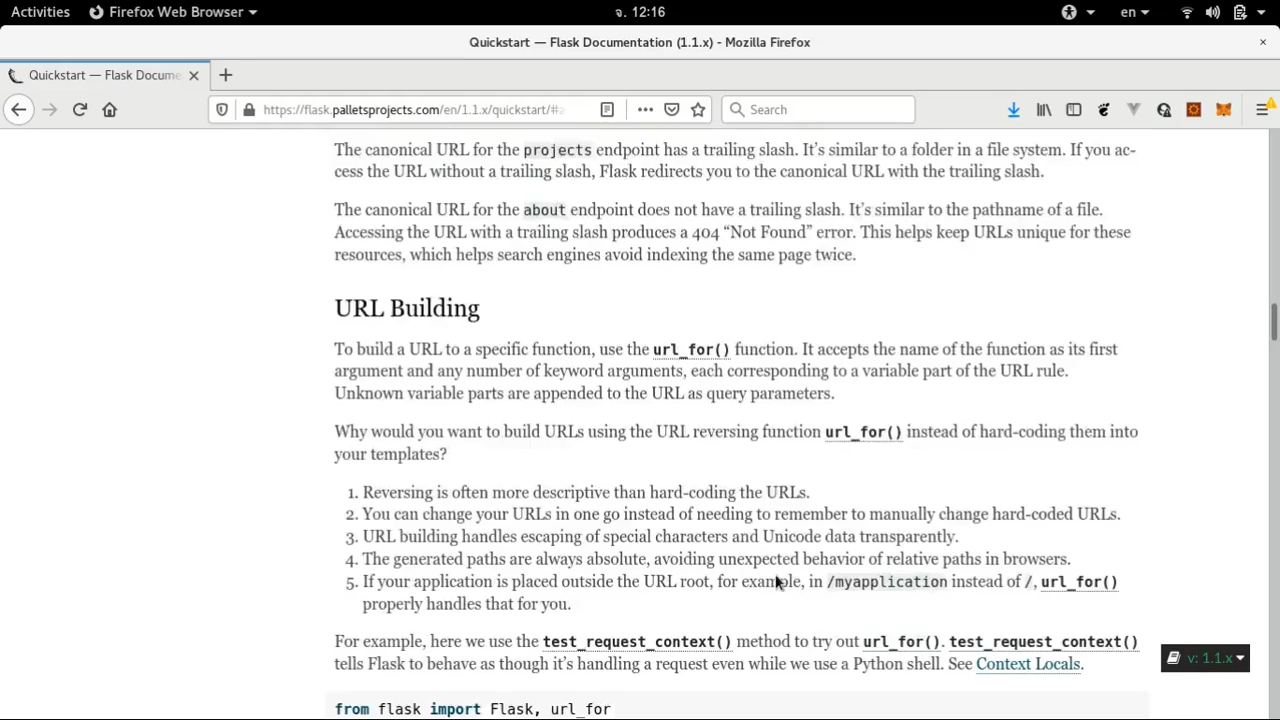 Activities Firefox Web Browser จ. 12:16 en
Quickstart — Flask Documentation (1.1.x) - Mozilla Firefox ×
Quickstart — Flask Docume
https://flask.palletsprojects.com/en/1.1.x/quickstart/#a Search
The canonical URL for the projects endpoint has a trailing slash. It’s similar to a folder in a file system. If you ac-
cess the URL without a trailing slash, Flask redirects you to the canonical URL with the trailing slash.
The canonical URL for the about endpoint does not have a trailing slash. It’s similar to the pathname of a file.
Accessing the URL with a trailing slash produces a 404 “Not Found” error. This helps keep URLs unique for these
resources, which helps search engines avoid indexing the same page twice.
URL Building
To build a URL to a specific function, use the url_for() function. It accepts the name of the function as its first
argument and any number of keyword arguments, each corresponding to a variable part of the URL rule.
Unknown variable parts are appended to the URL as query parameters.
Why would you want to build URLs using the URL reversing function url_for() instead of hard-coding them into
your templates?
1. Reversing is often more descriptive than hard-coding the URLs.
2. You can change your URLs in one go instead of needing to remember to manually change hard-coded URLs.
3. URL building handles escaping of special characters and Unicode data transparently.
4. The generated paths are always absolute, avoiding unexpected behavior of relative paths in browsers.
5. If your application is placed outside the URL root, for example, in /myapplication instead of /, url_for()
properly handles that for you.
For example, here we use the test_request_context() method to try out url_for(). test_request_context()
tells Flask to behave as though it’s handling a request even while we use a Python shell. See Context Locals.
v: 1.1.x
from flask import Flask, url_for